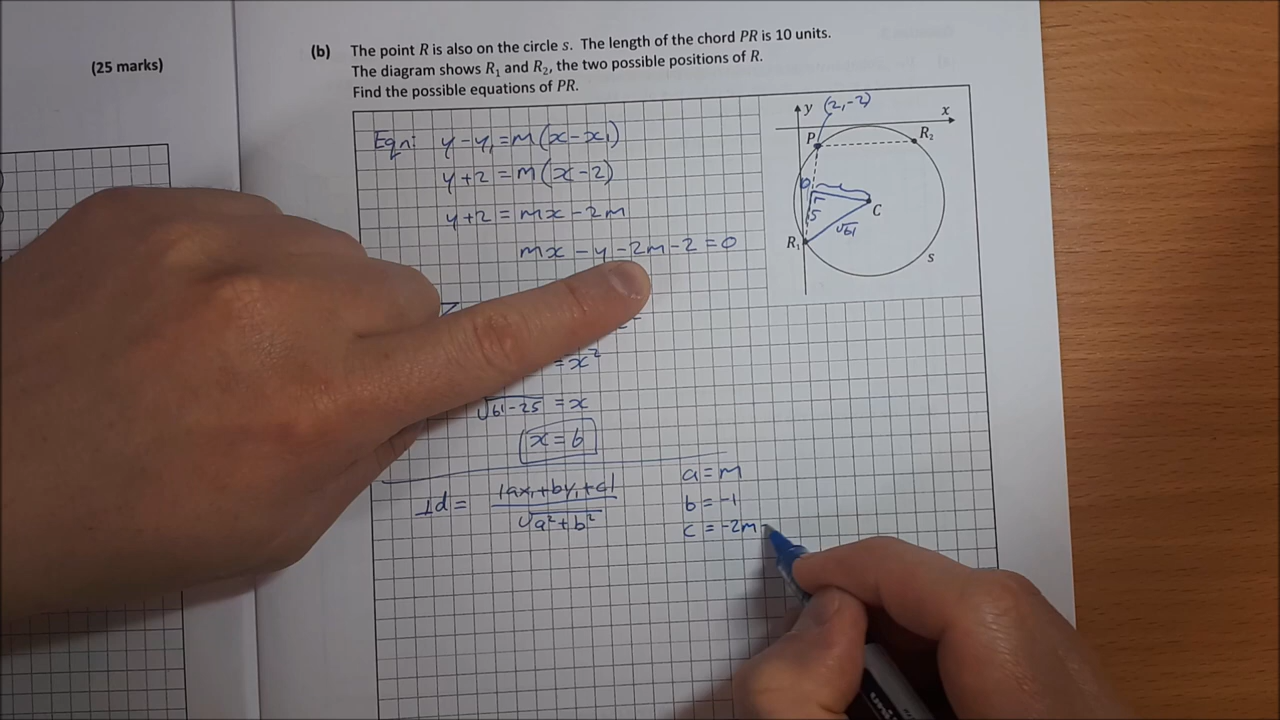 (25 marks)
(b) The point R is also on the circle s. The length of the chord PR is 10 units.
The diagram shows R₁ and R₂, the two possible positions of R.
Find the possible equations of PR.
Eqn: y-y₁=m(x-x₁)
y+2=m(x-2)
y+2=mx-2m
mx-y-2m-2=0
=x²
√61-25 =x
x=6
⊥d= |ax₁+by₁+c| / √a²+b²
a=m
b=-1
c=-2m-
y
(2,-2)
x
P
R₂
5
C
√61
R₁
s